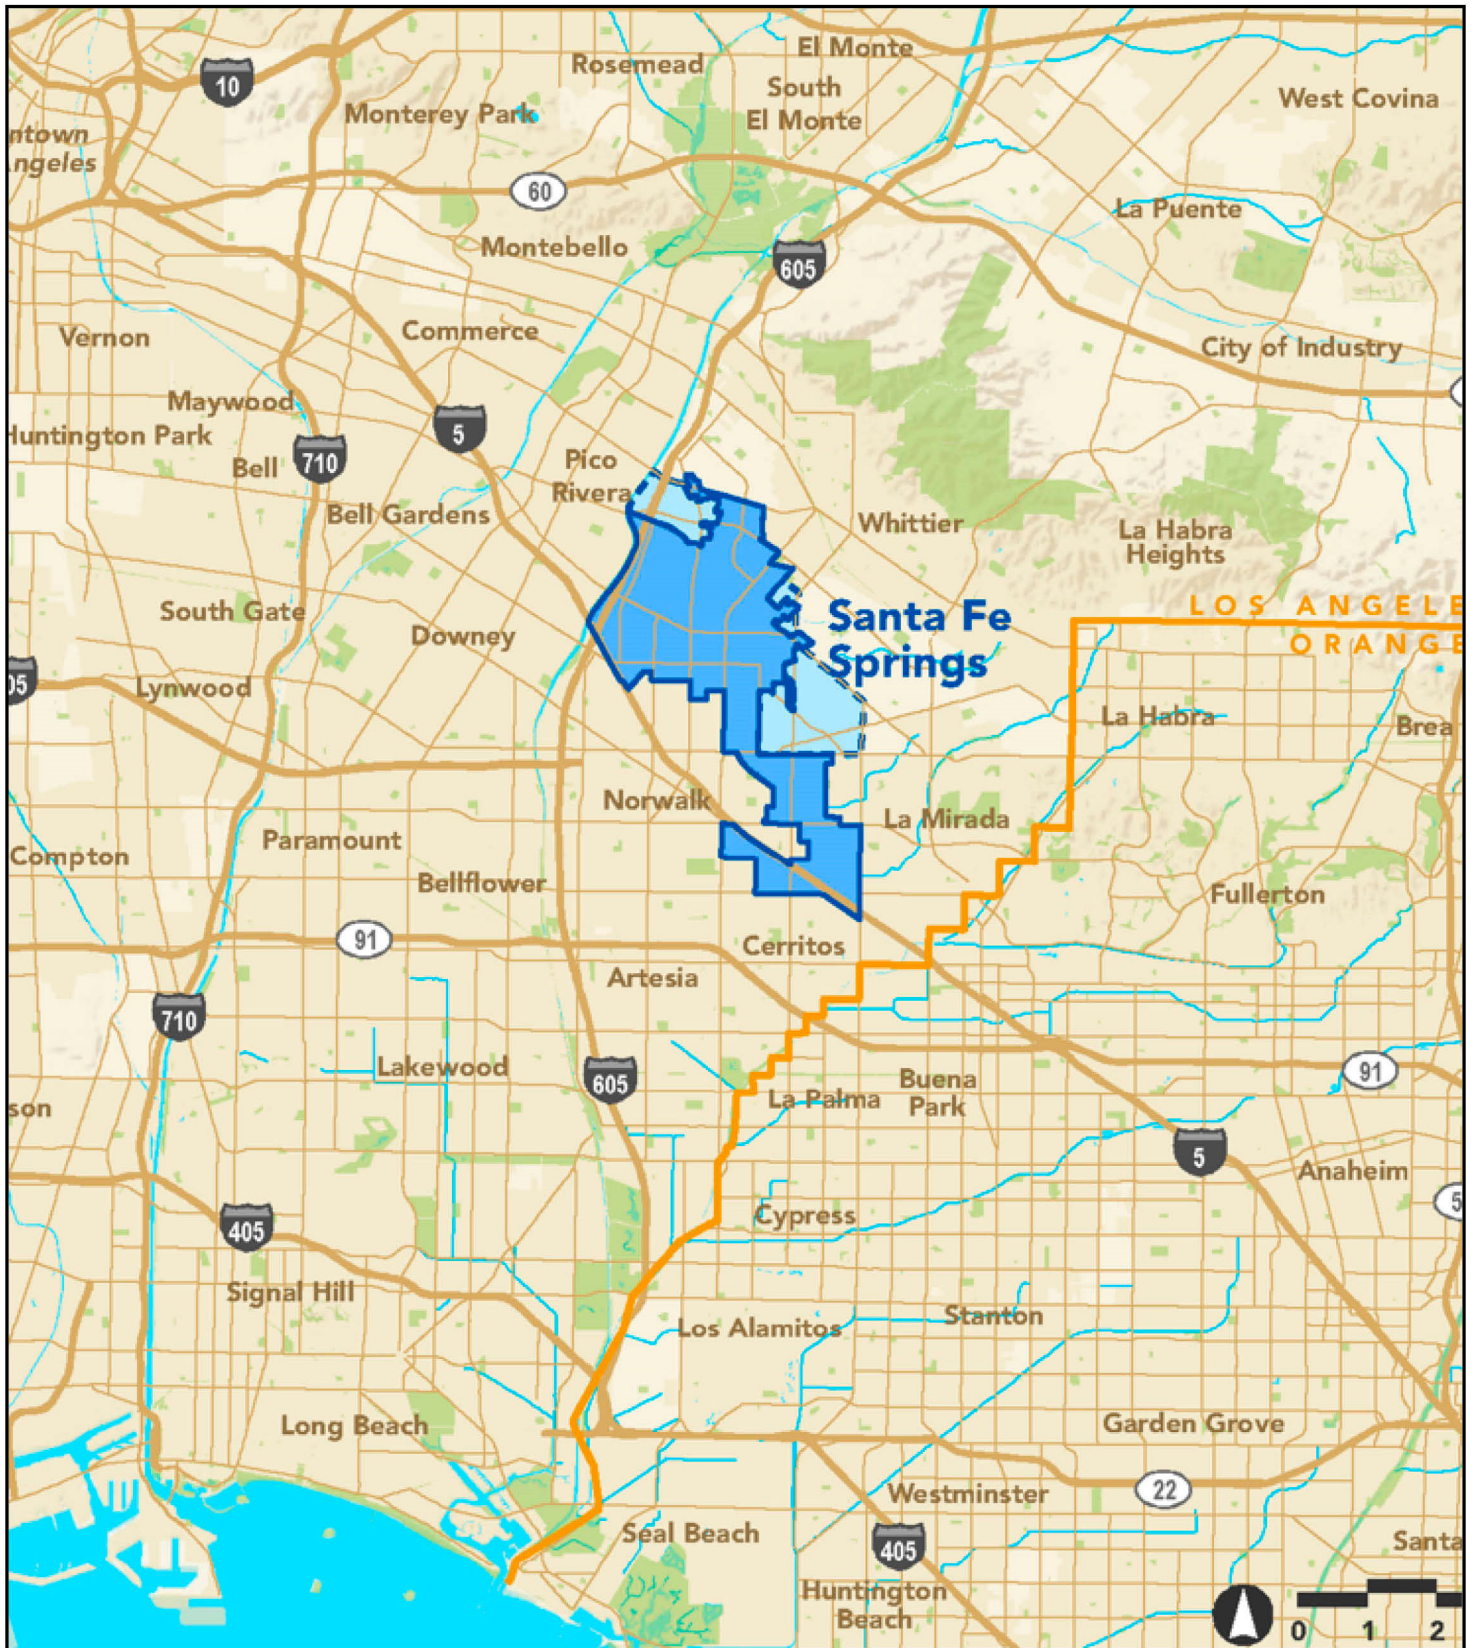 El Monte
Rosemead
10
South
El Monte
West Covina
Monterey Park
ntown
ngeles
60
La Puente
Montebello
605
Vernon
Commerce
City of Industry
Maywood
5
Huntington Park
710
Bell
Pico
Rivera
Bell Gardens
Whittier
La Habra
Heights
LOS ANGELE
ORANGE
South Gate
Santa Fe
Springs
Downey
05
Lynwood
La Habra
Brea
Norwalk
La Mirada
Paramount
Compton
Bellflower
Fullerton
91
Cerritos
Artesia
710
Lakewood
605
Buena
Park
91
La Palma
son
5
Anaheim
405
Cypress
5
Signal Hill
Stanton
Los Alamitos
Long Beach
Garden Grove
22
Westminster
Seal Beach
405
Santa
Huntington
Beach
0 1 2